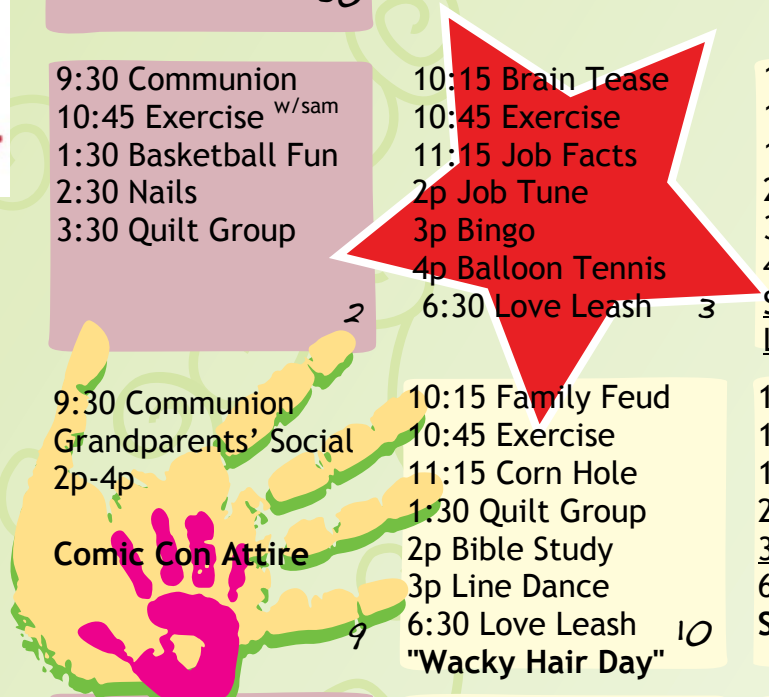 30
9:30 Communion
10:45 Exercise w/sam
1:30 Basketball Fun
2:30 Nails
3:30 Quilt Group
2
10:15 Brain Tease
10:45 Exercise
11:15 Job Facts
2p Job Tune
3p Bingo
4p Balloon Tennis
6:30 Love Leash
3
9:30 Communion
Grandparents' Social
2p-4p
Comic Con Attire
9
10:15 Family Feud
10:45 Exercise
11:15 Corn Hole
1:30 Quilt Group
2p Bible Study
3p Line Dance
6:30 Love Leash
10
"Wacky Hair Day"